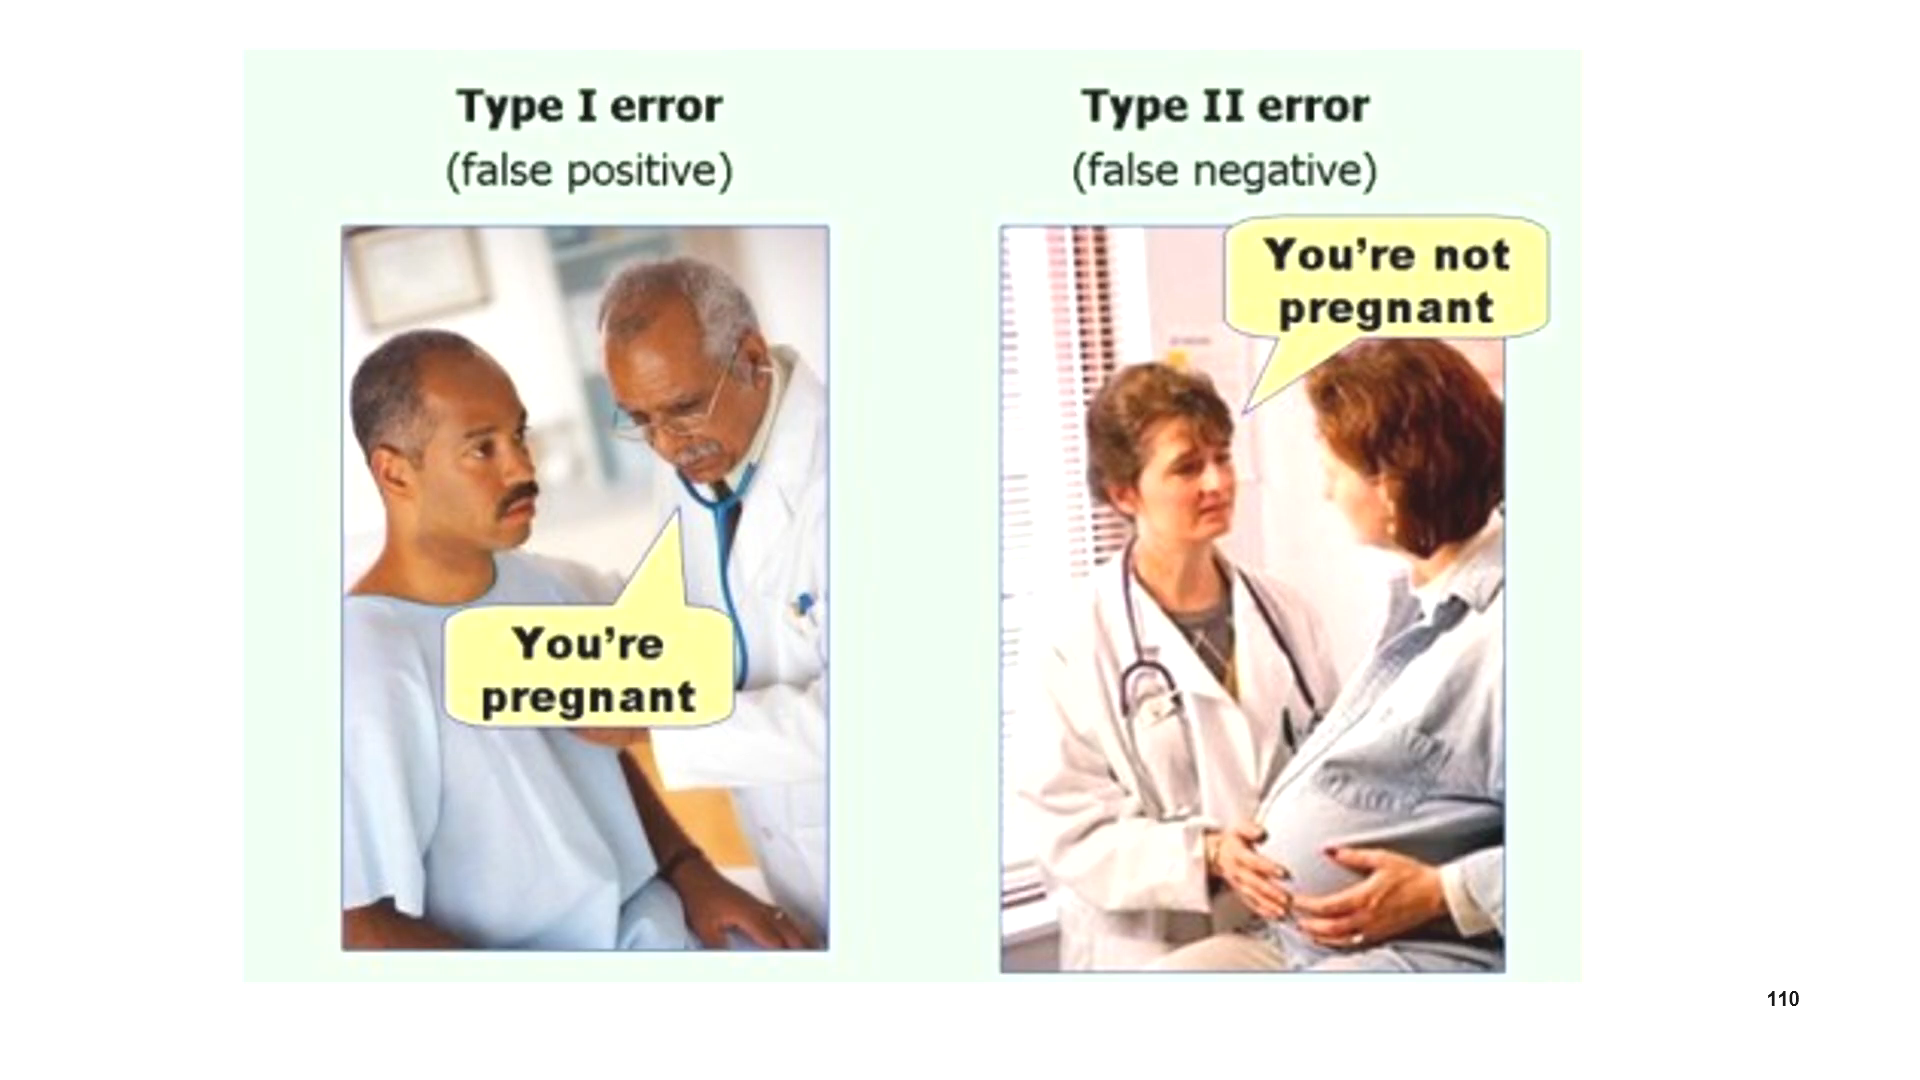 Type I error
(false positive)
You're
pregnant
Type II error
(false negative)
You're not
pregnant
110